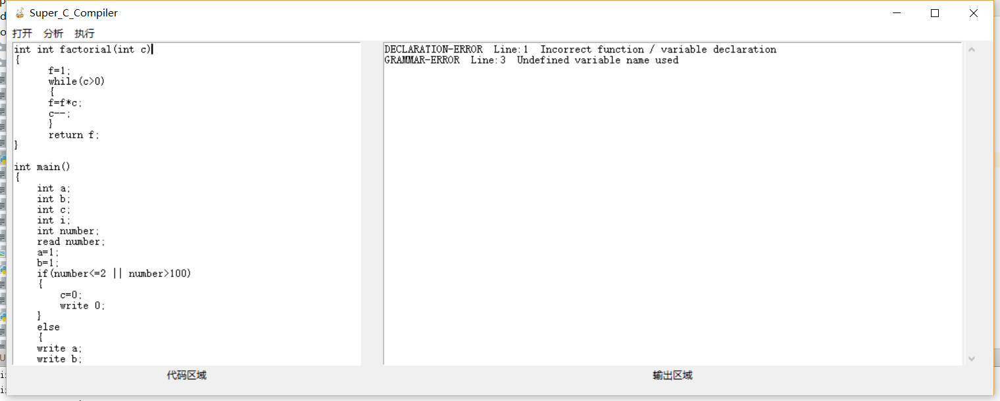 Super_C_Compiler
打开 分析 执行
int int factorial(int c)
{
f=1;
while(c>0)
{
f=f*c;
c--;
}
return f;
}
int main()
{
int a;
int b;
int c;
int i;
int number;
read number;
a=1;
b=1;
if(number<=2 || number>100)
{
c=0;
write 0;
}
else
{
write a;
write b;
代码区域
DECLARATION-ERROR Line:1 Incorrect function / variable declaration
GRAMMAR-ERROR Line:3 Undefined variable name used
输出区域